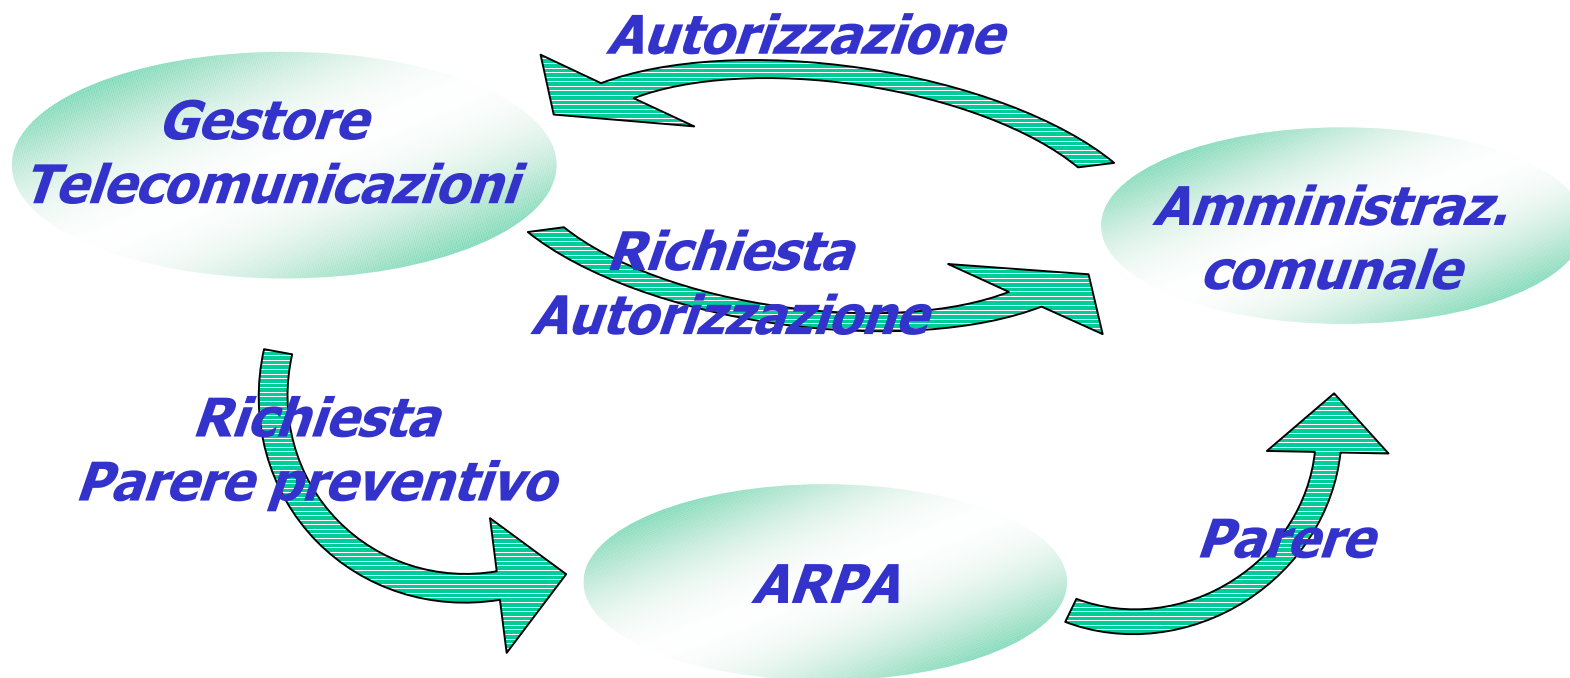 Autorizzazione
Gestore
Telecomunicazioni
Amministraz.
comunale
Richiesta
Autorizzazione
Richiesta
Parere preventivo
Parere
ARPA